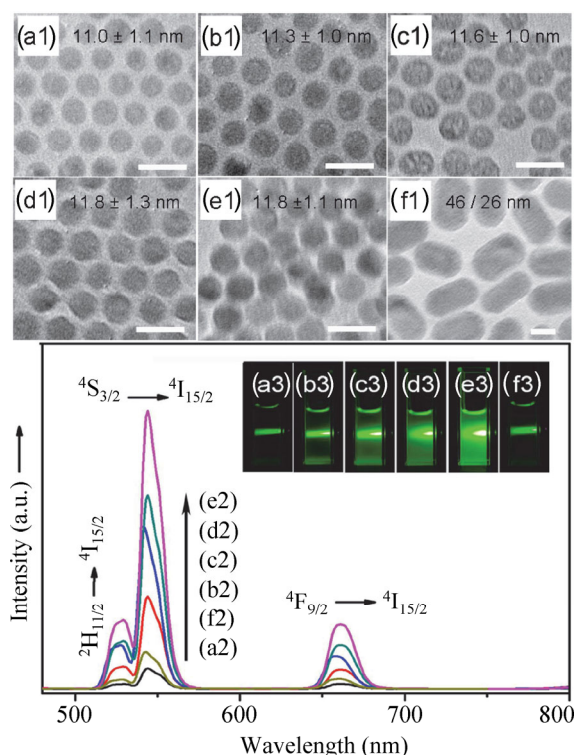 (a1) 11.0 ± 1.1 nm
(b1) 11.3 ± 1.0 nm
(c1) 11.6 ± 1.0 nm
(d1) 11.8 ± 1.3 nm
(e1) 11.8 ± 1.1 nm
(f1) 46 / 26 nm
Intensity (a.u.)
⁴S₃/₂ → ⁴I₁₅/₂
²H₁₁/₂ → ⁴I₁₅/₂
(e2)
(d2)
(c2)
(b2)
(f2)
(a2)
(a3) (b3) (c3) (d3) (e3) (f3)
⁴F₉/₂ → ⁴I₁₅/₂
500 600 700 800
Wavelength (nm)